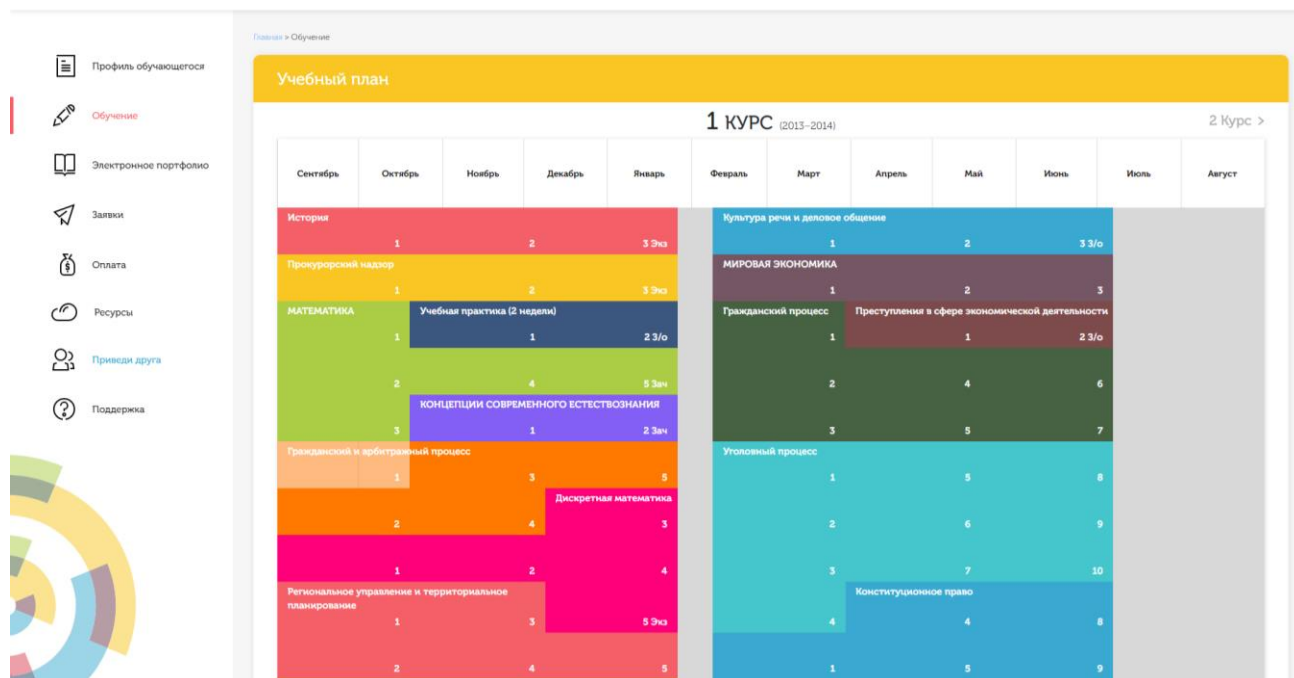 Главная > Обучение
Профиль обучающегося
Обучение
Электронное портфолио
Заявки
Оплата
Ресурсы
Приведи друга
Поддержка
Учебный план
1 КУРС (2013–2014)
2 Курс >
Сентябрь Октябрь Ноябрь Декабрь Январь Февраль Март Апрель Май Июнь Июль Август
История
1 2 3 Экз
Прокурорский надзор
1 2 3 Экз
МАТЕМАТИКА Учебная практика (2 недели)
1 1 2 З/о
2 4 5 Зач
КОНЦЕПЦИИ СОВРЕМЕННОГО ЕСТЕСТВОЗНАНИЯ
3 1 2 Зач
Гражданский и арбитражный процесс
1 3 5
Дискретная математика
2 4 3
1 2 4
Региональное управление и территориальное
планирование
1 3 5 Экз
2 4 5
Культура речи и деловое общение
1 2 3 З/о
МИРОВАЯ ЭКОНОМИКА
1 2 3
Гражданский процесс Преступления в сфере экономической деятельности
1 1 2 З/о
2 4 6
3 5 7
Уголовный процесс
1 5 8
2 6 9
3 7 10
Конституционное право
4 4 8
1 5 9